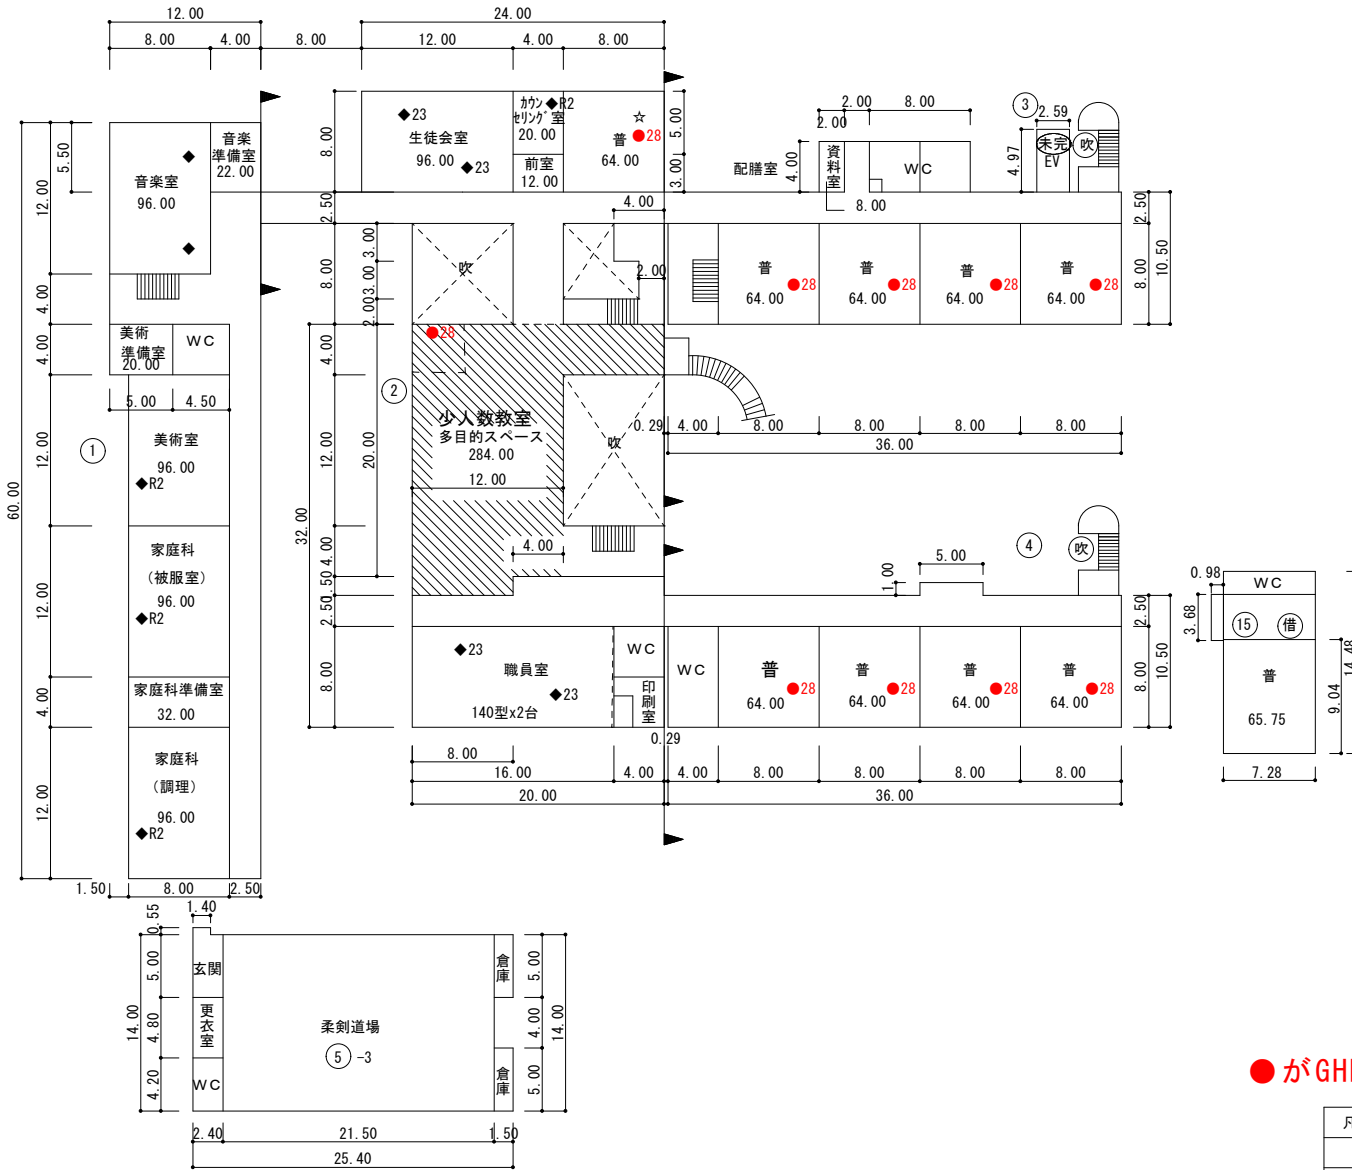 12.00
24.00
8.00
4.00
8.00
12.00
4.00
8.00
音楽室
96.00
音楽
準備室
22.00
5.50
12.00
4.00
4.00
12.00
12.00
4.00
12.00
60.00
生徒会室
96.00
23
23
カウン
セリング室
R2
20.00
前室
12.00
☆
普
28
64.00
5.00
3.00
配膳室
2.00
2.00
8.00
4.00
資料室
8.00
WC
③
2.59
4.97
未完
EV
吹
8.00
2.50
8.00
3.00
3.00
2.00
吹
4.00
2.00
普
28
64.00
普
28
64.00
普
28
64.00
普
28
64.00
2.50
8.00
10.50
美術
準備室
20.00
WC
5.00
4.50
①
美術室
96.00
R2
家庭科
(被服室)
96.00
R2
家庭科準備室
32.00
家庭科
(調理)
96.00
R2
1.50
8.00
2.50
28
②
少人数教室
多目的スペース
284.00
12.00
吹
4.00
4.00
12.00
4.00
1.50
2.50
8.00
20.00
32.00
0.29
4.00
8.00
8.00
8.00
8.00
36.00
④
吹
5.00
1.00
23
職員室
23
140型x2台
WC
印刷室
WC
普
28
64.00
普
28
64.00
普
28
64.00
普
28
64.00
2.50
8.00
10.50
0.29
8.00
16.00
4.00
4.00
8.00
8.00
8.00
8.00
20.00
36.00
0.98
WC
3.68
⑮
借
普
65.75
9.04
14.48
7.28
1.40
0.55
5.00
4.80
4.20
14.00
玄関
更衣室
WC
柔剣道場
⑤-3
倉庫
倉庫
5.00
4.00
5.00
14.00
2.40
21.50
1.50
25.40
●がGH